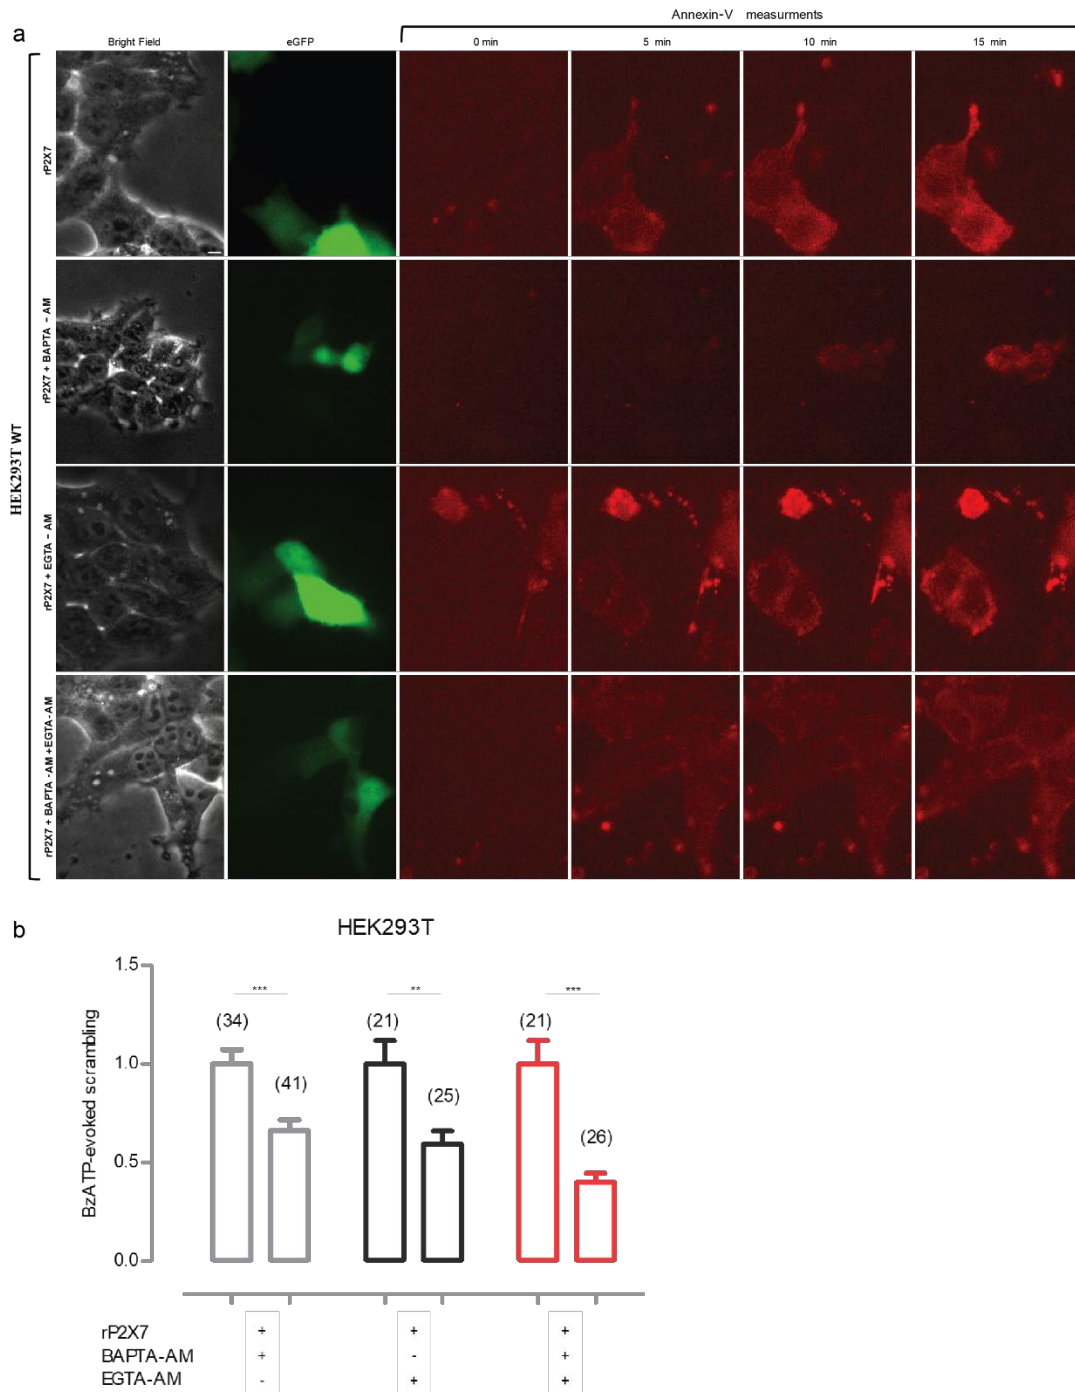 a
Annexin-V measurments
Bright Field
eGFP
0 min
5 min
10 min
15 min
HEK293T WT
rP2X7
rP2X7 + BAPTA - AM
rP2X7 + EGTA - AM
rP2X7 + BAPTA -AM +EGTA-AM
b
HEK293T
BzATP-evoked scrambling
1.5
1.0
0.5
0.0
*** ** ***
(34) (21) (21)
(41) (25) (26)
rP2X7 + + +
BAPTA-AM + - +
EGTA-AM - + +